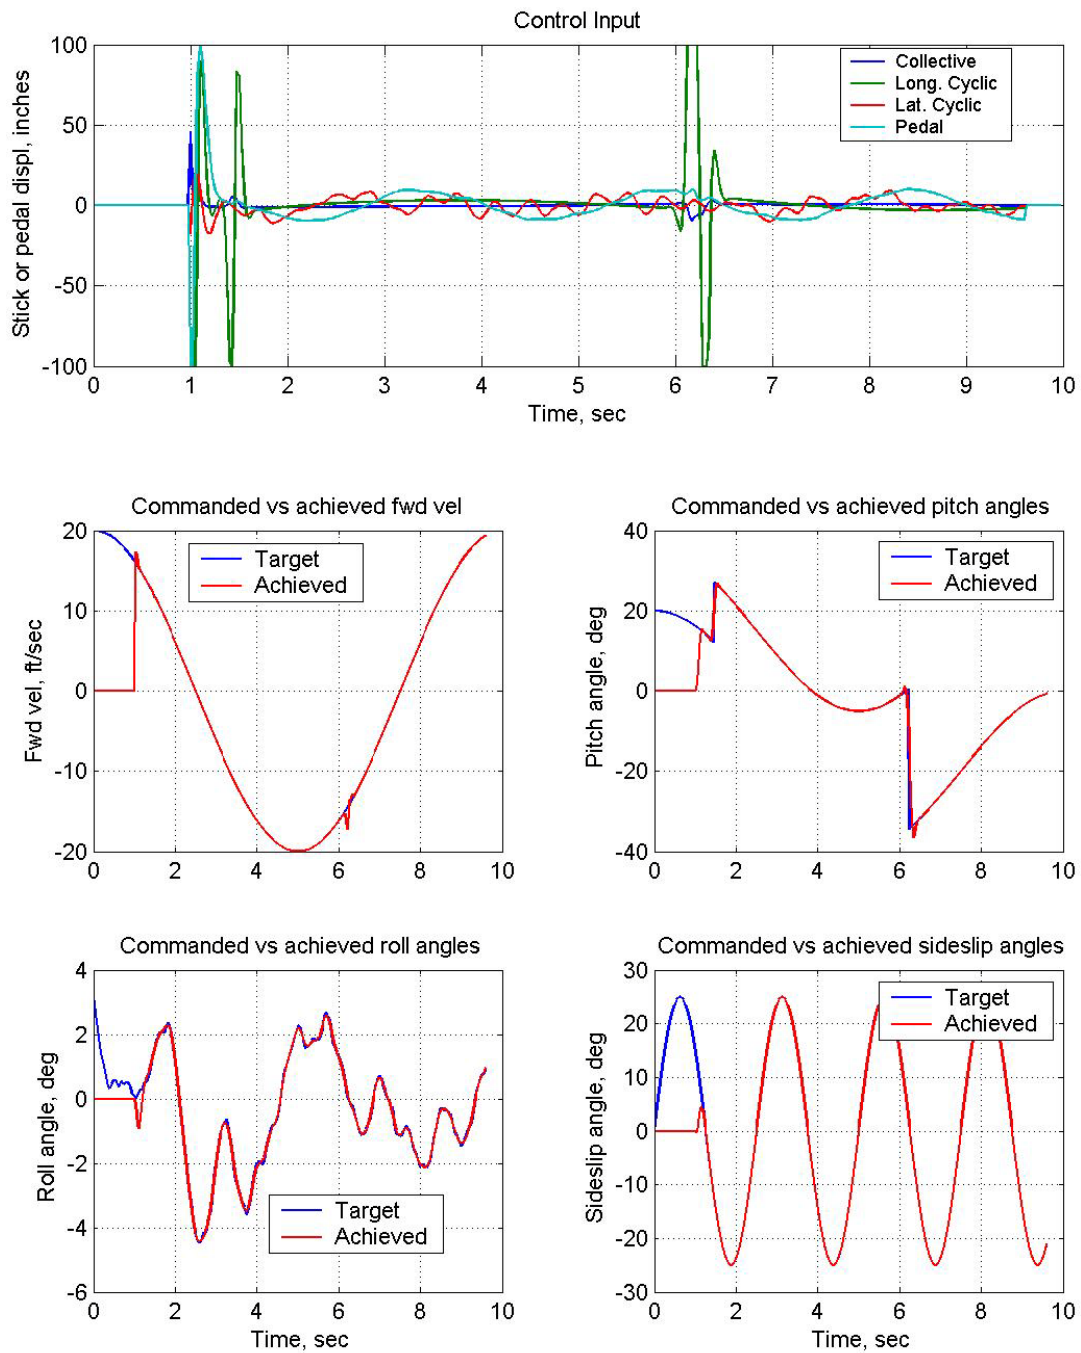 Control Input
Stick or pedal displ, inches
100
50
0
-50
-100
Collective
Long. Cyclic
Lat. Cyclic
Pedal
0 1 2 3 4 5 6 7 8 9 10
Time, sec
Commanded vs achieved fwd vel
Fwd vel, ft/sec
20
10
0
-10
-20
Target
Achieved
0 2 4 6 8 10
Commanded vs achieved pitch angles
Pitch angle, deg
40
20
0
-20
-40
Target
Achieved
0 2 4 6 8 10
Commanded vs achieved roll angles
Roll angle, deg
4
2
0
-2
-4
-6
Target
Achieved
0 2 4 6 8 10
Time, sec
Commanded vs achieved sideslip angles
Sideslip angle, deg
30
20
10
0
-10
-20
-30
Target
Achieved
0 2 4 6 8 10
Time, sec